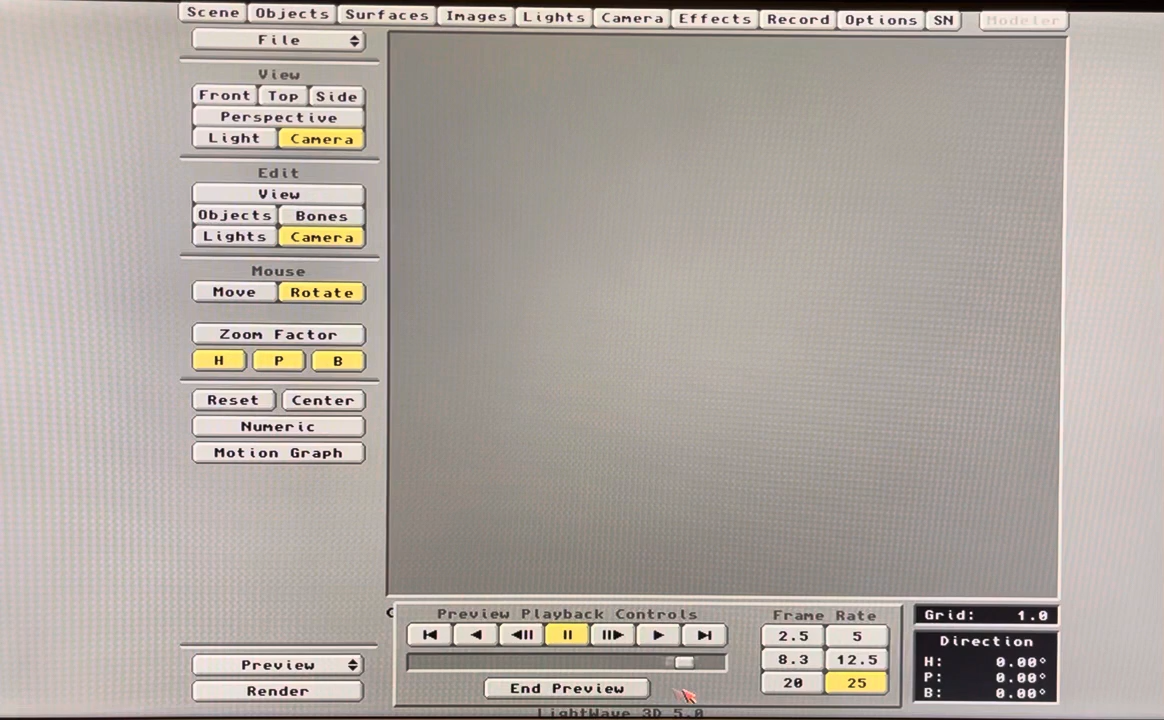 Scene Objects Surfaces Images Lights Camera Effects Record Options SN Modeler
File
View
Front Top Side
Perspective
Light Camera
Edit
View
Objects Bones
Lights Camera
Mouse
Move Rotate
Zoom Factor
H P B
Reset Center
Numeric
Motion Graph
Preview
Render
Preview Playback Controls
End Preview
Frame Rate
2.5 5
8.3 12.5
20 25
Grid: 1.0
Direction
H: 0.00°
P: 0.00°
B: 0.00°
LightWave 3D 5.0